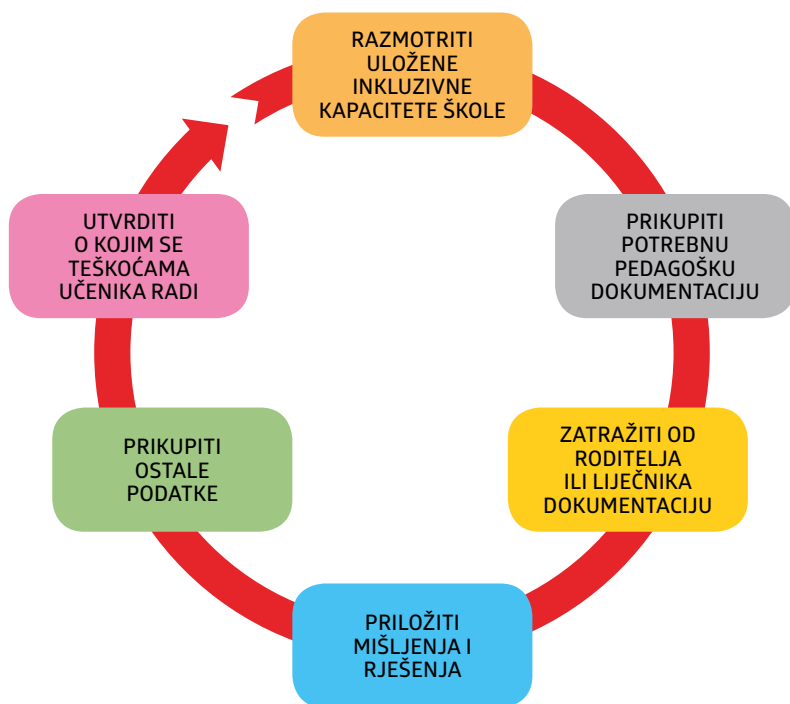 RAZMOTRITI
ULOŽENE
INKLUZIVNE
KAPACITETE ŠKOLE
PRIKUPITI
POTREBNU
PEDAGOŠKU
DOKUMENTACIJU
ZATRAŽITI OD
RODITELJA
ILI LIJEČNIKA
DOKUMENTACIJU
PRILOŽITI
MIŠLJENJA I
RJEŠENJA
PRIKUPITI
OSTALE
PODATKE
UTVRDITI
O KOJIM SE
TEŠKOĆAMA
UČENIKA RADI